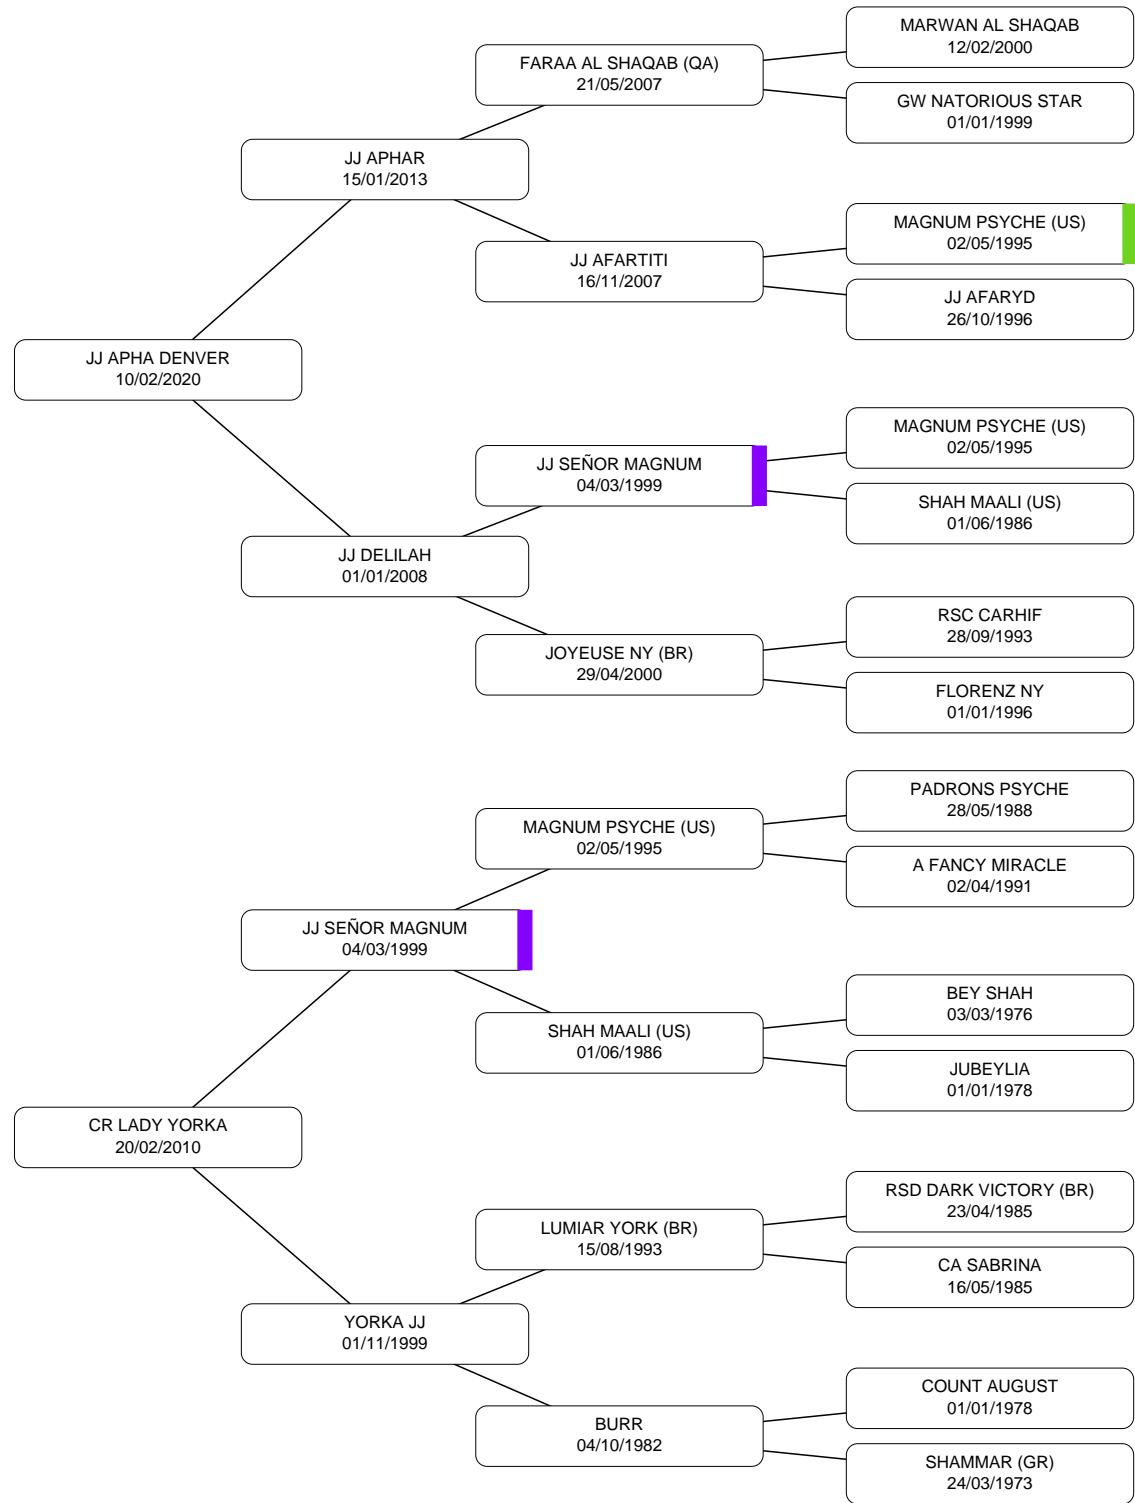 MARWAN AL SHAQAB
12/02/2000
FARAA AL SHAQAB (QA)
21/05/2007
GW NATORIOUS STAR
01/01/1999
JJ APHAR
15/01/2013
MAGNUM PSYCHE (US)
02/05/1995
JJ AFARTITI
16/11/2007
JJ AFARYD
26/10/1996
JJ APHA DENVER
10/02/2020
MAGNUM PSYCHE (US)
02/05/1995
JJ SEÑOR MAGNUM
04/03/1999
SHAH MAALI (US)
01/06/1986
JJ DELILAH
01/01/2008
RSC CARHIF
28/09/1993
JOYEUSE NY (BR)
29/04/2000
FLORENZ NY
01/01/1996
PADRONS PSYCHE
28/05/1988
MAGNUM PSYCHE (US)
02/05/1995
A FANCY MIRACLE
02/04/1991
JJ SEÑOR MAGNUM
04/03/1999
BEY SHAH
03/03/1976
SHAH MAALI (US)
01/06/1986
JUBEYLIA
01/01/1978
CR LADY YORKA
20/02/2010
RSD DARK VICTORY (BR)
23/04/1985
LUMIAR YORK (BR)
15/08/1993
CA SABRINA
16/05/1985
YORKA JJ
01/11/1999
COUNT AUGUST
01/01/1978
BURR
04/10/1982
SHAMMAR (GR)
24/03/1973